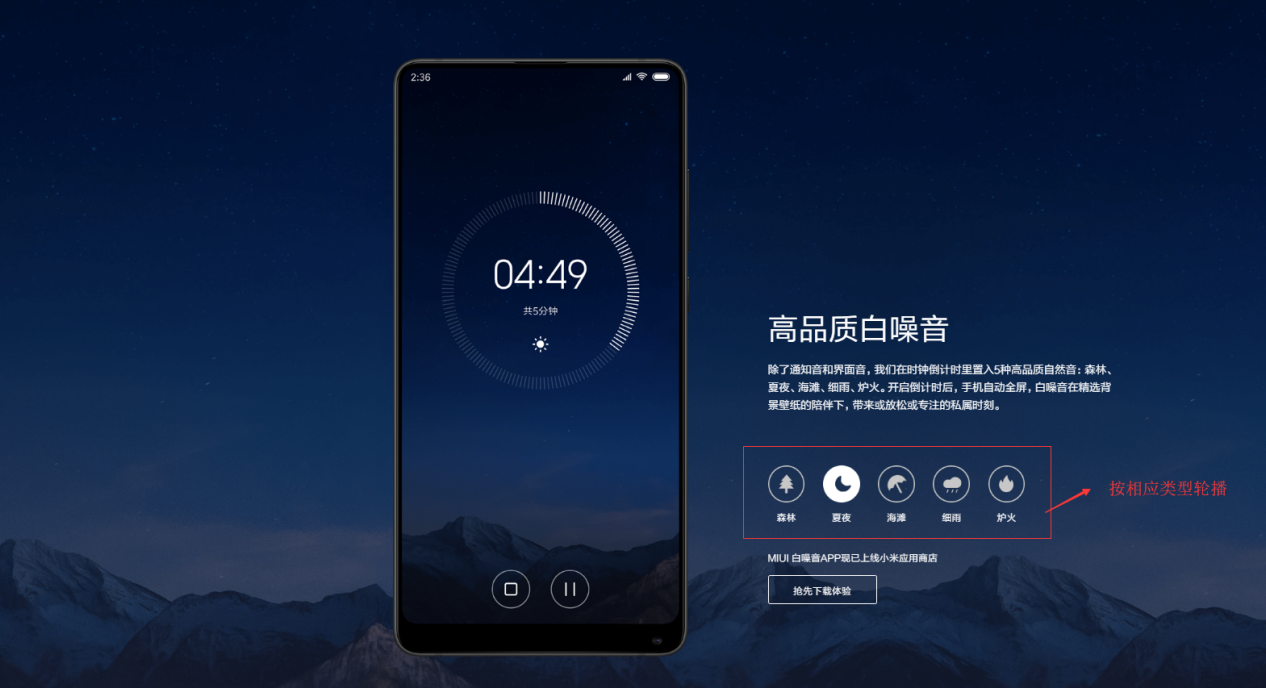 2:36
04:49
共5分钟
高品质白噪音
除了通知音和界面音，我们在时钟倒计时里置入5种高品质自然音：森林、
夏夜、海滩、细雨、炉火。开启倒计时后，手机自动全屏，白噪音在精选背
景壁纸的陪伴下，带来或放松或专注的私属时刻。
森林 夏夜 海滩 细雨 炉火
按相应类型轮播
MIUI 白噪音APP现已上线小米应用商店
抢先下载体验